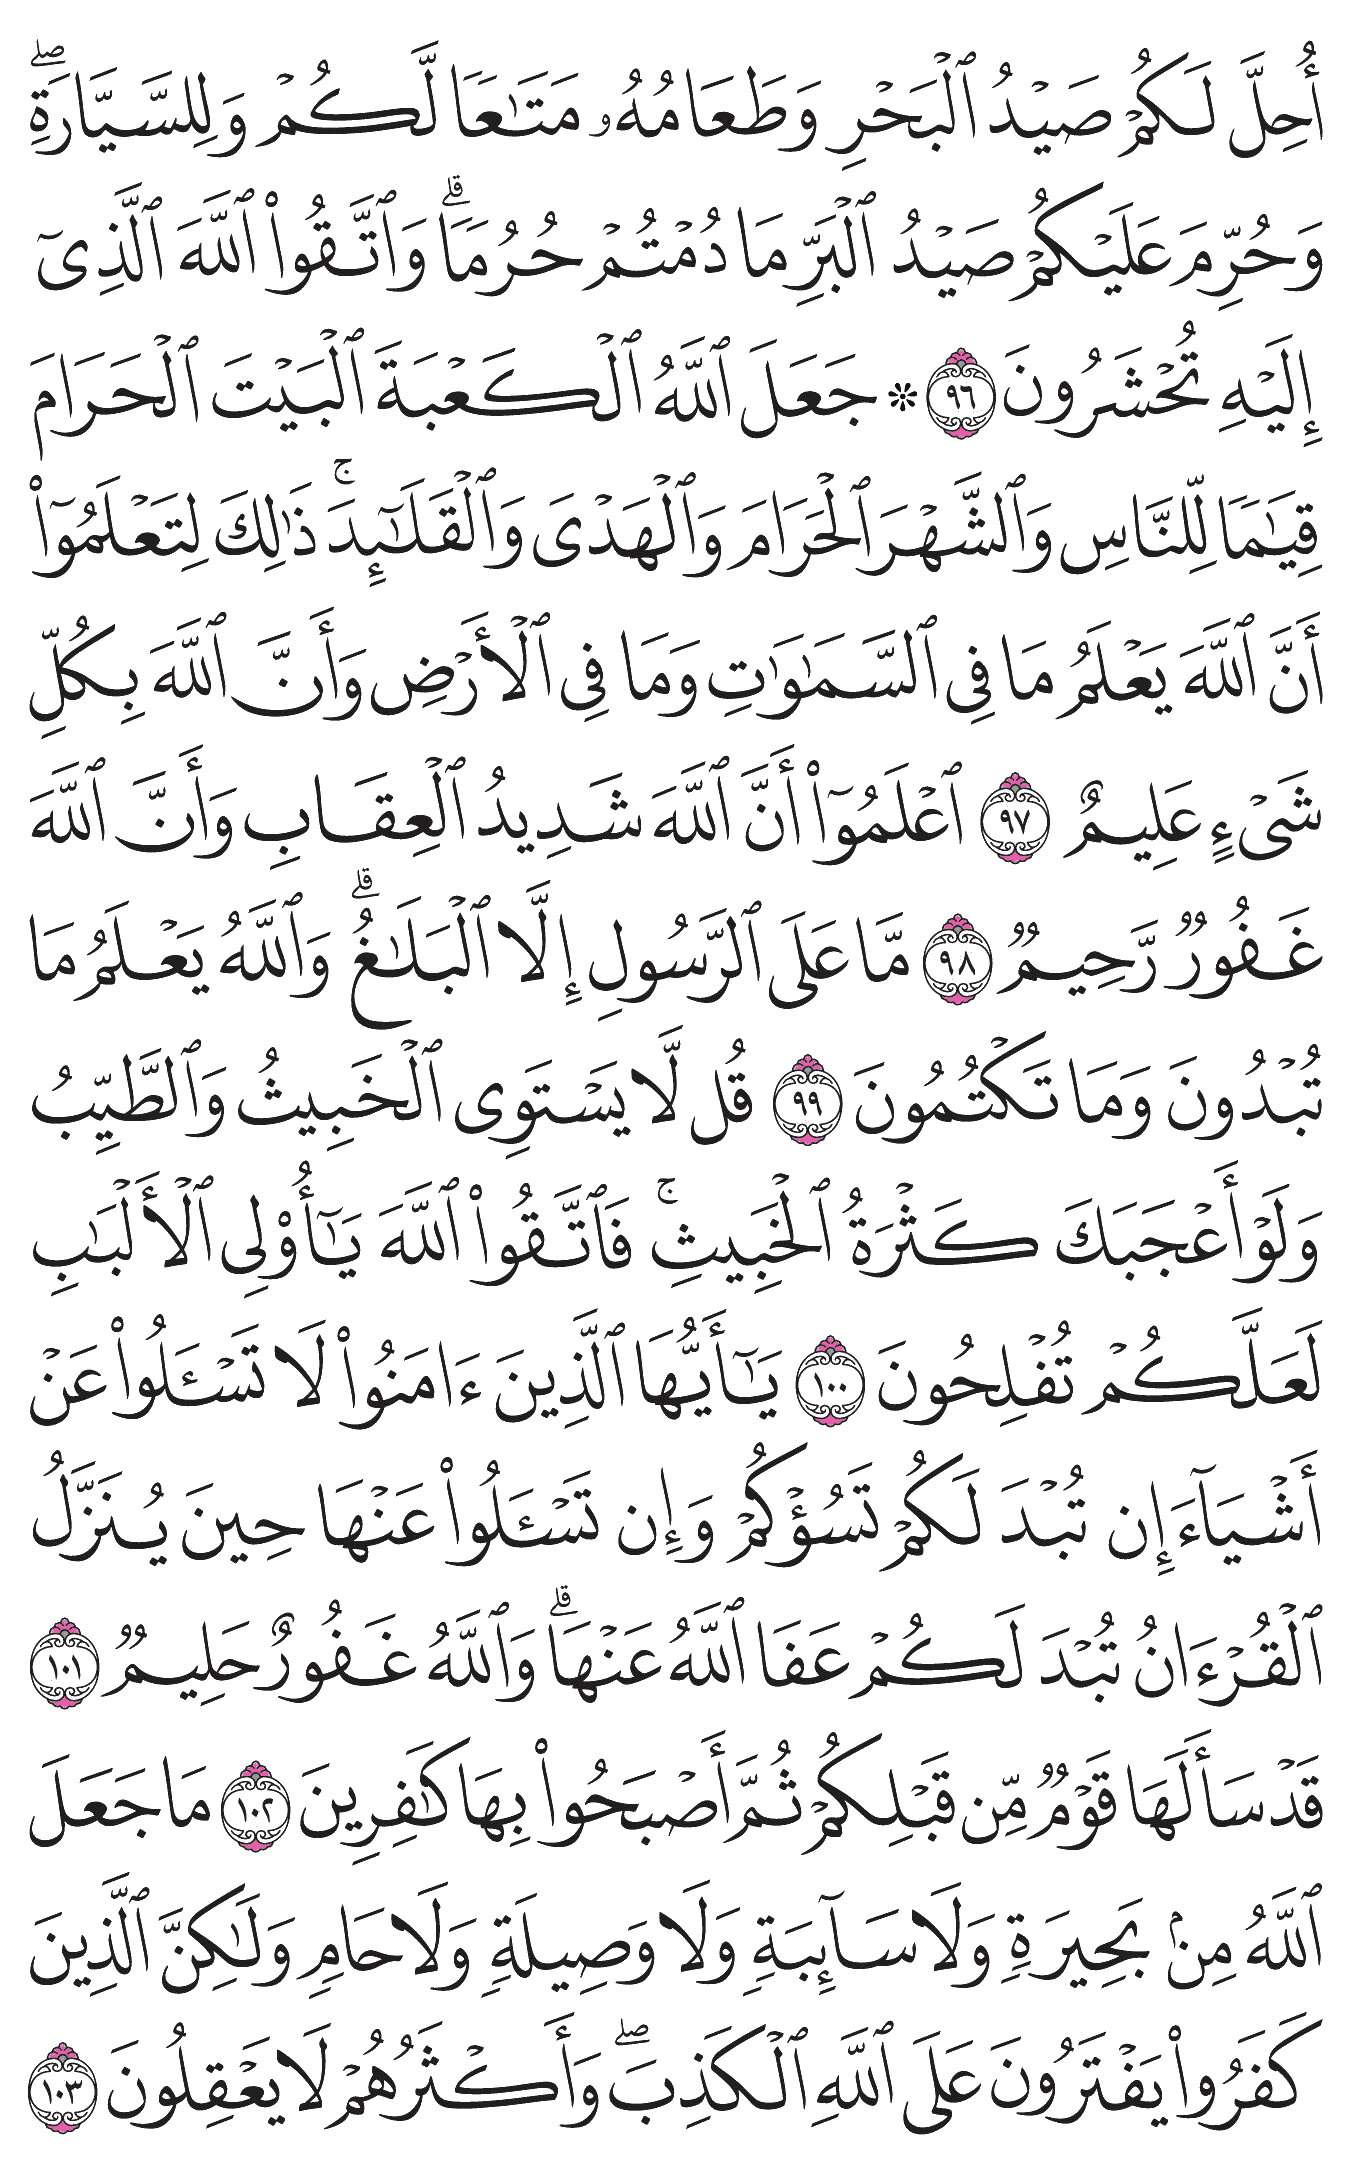 أُحِلَّ لَكُمۡ صَيۡدُ ٱلۡبَحۡرِ وَطَعَامُهُۥ مَتَٰعٗا لَّكُمۡ وَلِلسَّيَّارَةِۖ
وَحُرِّمَ عَلَيۡكُمۡ صَيۡدُ ٱلۡبَرِّ مَا دُمۡتُمۡ حُرُمٗاۗ وَٱتَّقُواْ ٱللَّهَ ٱلَّذِيٓ
إِلَيۡهِ تُحۡشَرُونَ ٩٦ ۞ جَعَلَ ٱللَّهُ ٱلۡكَعۡبَةَ ٱلۡبَيۡتَ ٱلۡحَرَامَ
قِيَٰمٗا لِّلنَّاسِ وَٱلشَّهۡرَ ٱلۡحَرَامَ وَٱلۡهَدۡيَ وَٱلۡقَلَٰٓئِدَۚ ذَٰلِكَ لِتَعۡلَمُوٓاْ
أَنَّ ٱللَّهَ يَعۡلَمُ مَا فِي ٱلسَّمَٰوَٰتِ وَمَا فِي ٱلۡأَرۡضِ وَأَنَّ ٱللَّهَ بِكُلِّ
شَيۡءٍ عَلِيمٌ ٩٧ ٱعۡلَمُوٓاْ أَنَّ ٱللَّهَ شَدِيدُ ٱلۡعِقَابِ وَأَنَّ ٱللَّهَ
غَفُورٞ رَّحِيمٞ ٩٨ مَّا عَلَى ٱلرَّسُولِ إِلَّا ٱلۡبَلَٰغُۗ وَٱللَّهُ يَعۡلَمُ مَا
تُبۡدُونَ وَمَا تَكۡتُمُونَ ٩٩ قُل لَّا يَسۡتَوِي ٱلۡخَبِيثُ وَٱلطَّيِّبُ
وَلَوۡ أَعۡجَبَكَ كَثۡرَةُ ٱلۡخَبِيثِۚ فَٱتَّقُواْ ٱللَّهَ يَٰٓأُوْلِي ٱلۡأَلۡبَٰبِ
لَعَلَّكُمۡ تُفۡلِحُونَ ١٠٠ يَٰٓأَيُّهَا ٱلَّذِينَ ءَامَنُواْ لَا تَسۡـَٔلُواْ عَنۡ
أَشۡيَآءَ إِن تُبۡدَ لَكُمۡ تَسُؤۡكُمۡ وَإِن تَسۡـَٔلُواْ عَنۡهَا حِينَ يُنَزَّلُ
ٱلۡقُرۡءَانُ تُبۡدَ لَكُمۡ عَفَا ٱللَّهُ عَنۡهَاۗ وَٱللَّهُ غَفُورٌ حَلِيمٞ ١٠١
قَدۡ سَأَلَهَا قَوۡمٞ مِّن قَبۡلِكُمۡ ثُمَّ أَصۡبَحُواْ بِهَا كَٰفِرِينَ ١٠٢ مَا جَعَلَ
ٱللَّهُ مِنۢ بَحِيرَةٖ وَلَا سَآئِبَةٖ وَلَا وَصِيلَةٖ وَلَا حَامٖ وَلَٰكِنَّ ٱلَّذِينَ
كَفَرُواْ يَفۡتَرُونَ عَلَى ٱللَّهِ ٱلۡكَذِبَۖ وَأَكۡثَرُهُمۡ لَا يَعۡقِلُونَ ١٠٣